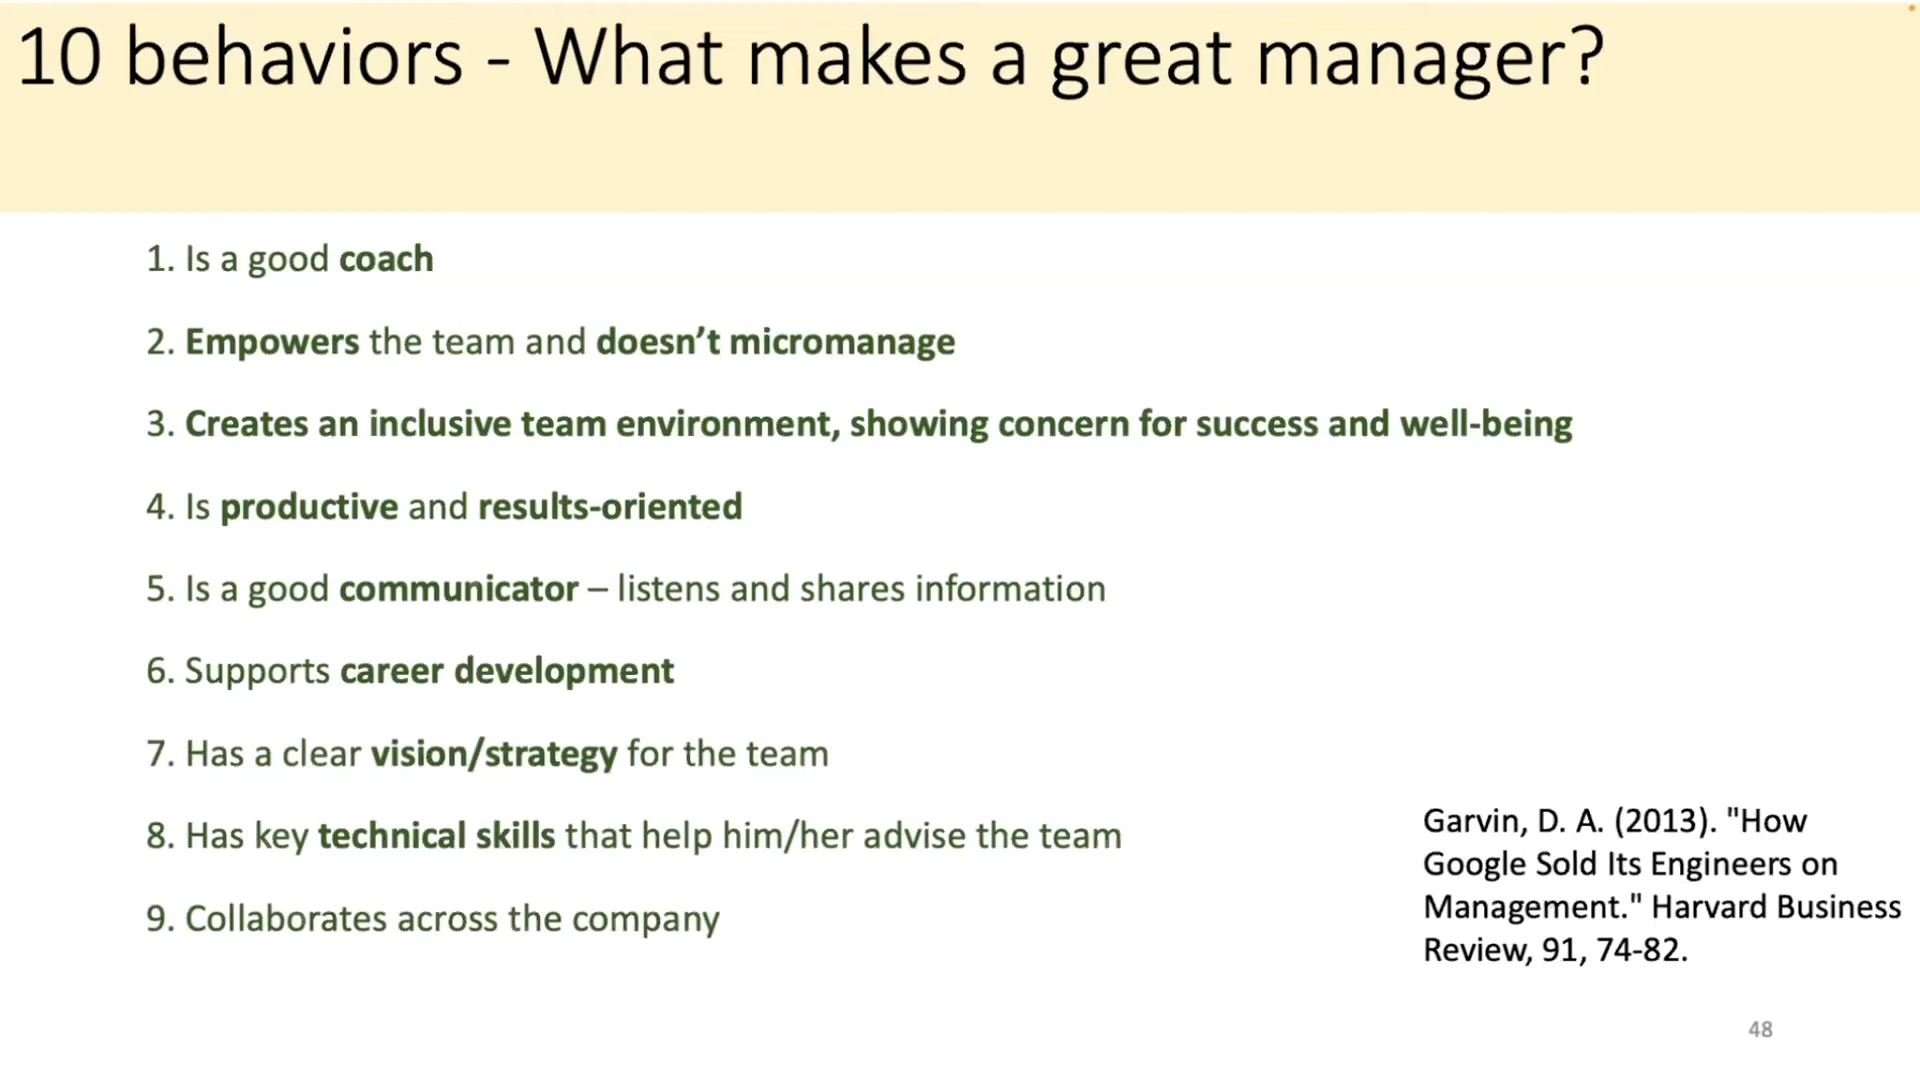 10 behaviors - What makes a great manager?
1. Is a good coach
2. Empowers the team and doesn’t micromanage
3. Creates an inclusive team environment, showing concern for success and well-being
4. Is productive and results-oriented
5. Is a good communicator – listens and shares information
6. Supports career development
7. Has a clear vision/strategy for the team
8. Has key technical skills that help him/her advise the team
9. Collaborates across the company
Garvin, D. A. (2013). "How
Google Sold Its Engineers on
Management." Harvard Business
Review, 91, 74-82.
48